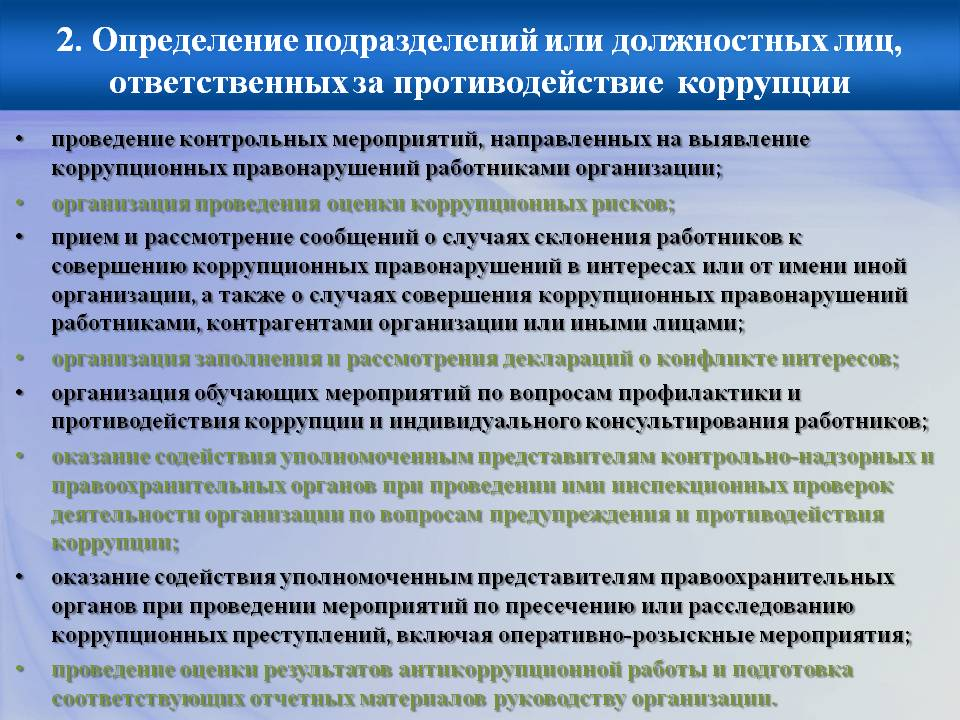 2. Определение подразделений или должностных лиц,
ответственных за противодействие коррупции
• проведение контрольных мероприятий, направленных на выявление
коррупционных правонарушений работниками организации;
• организация проведения оценки коррупционных рисков;
• прием и рассмотрение сообщений о случаях склонения работников к
совершению коррупционных правонарушений в интересах или от имени иной
организации, а также о случаях совершения коррупционных правонарушений
работниками, контрагентами организации или иными лицами;
• организация заполнения и рассмотрения деклараций о конфликте интересов;
• организация обучающих мероприятий по вопросам профилактики и
противодействия коррупции и индивидуального консультирования работников;
• оказание содействия уполномоченным представителям контрольно-надзорных и
правоохранительных органов при проведении ими инспекционных проверок
деятельности организации по вопросам предупреждения и противодействия
коррупции;
• оказание содействия уполномоченным представителям правоохранительных
органов при проведении мероприятий по пресечению или расследованию
коррупционных преступлений, включая оперативно-розыскные мероприятия;
• проведение оценки результатов антикоррупционной работы и подготовка
соответствующих отчетных материалов руководству организации.